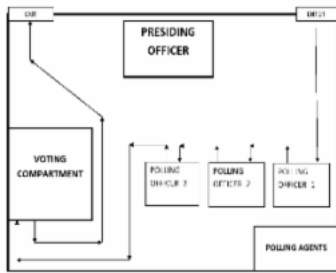 EXIT
ENTRY
PRESIDING
OFFICER
VOTING
COMPARTMENT
POLLING
OFFICER 3
POLLING
OFFICER 2
POLLING
OFFICER 1
POLLING AGENTS